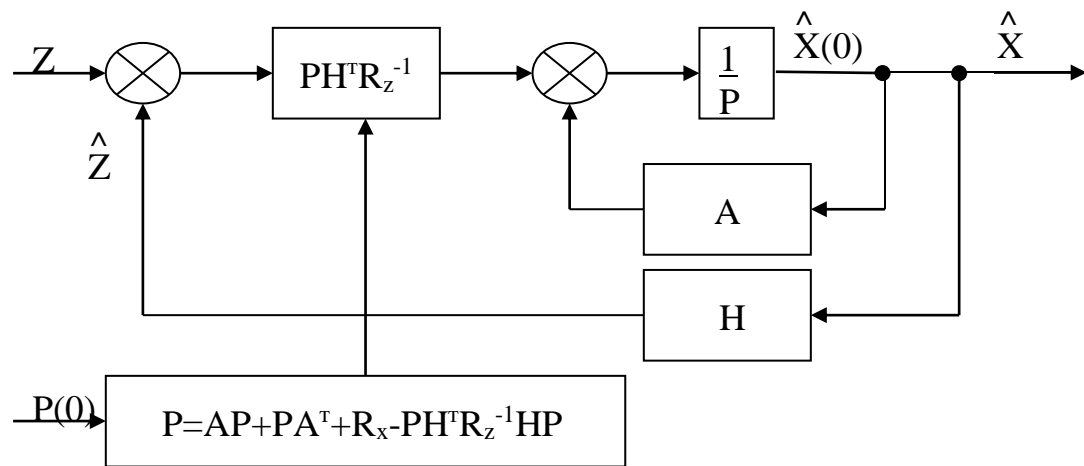 Z
PHᵀR_z⁻¹
1
P
X̂(0)
X̂
Ẑ
A
H
P(0)
P=AP+PAᵀ+Rₓ-PHᵀR_z⁻¹HP